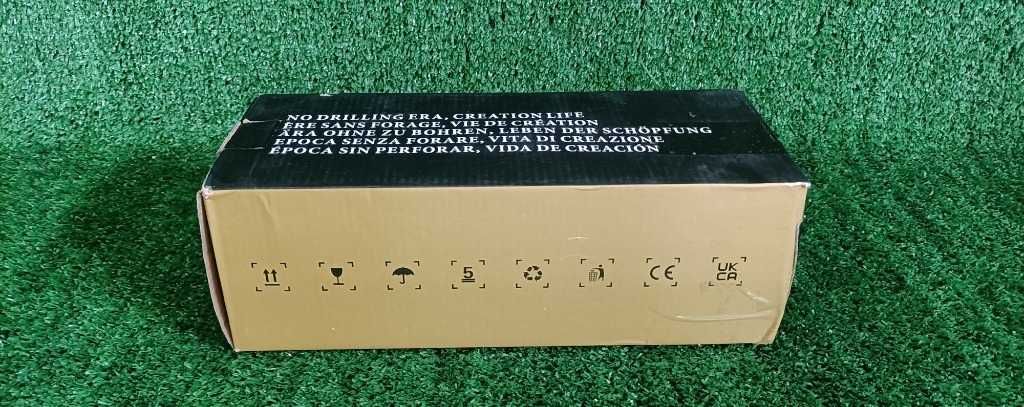 NO DRILLING ERA, CREATION LIFE
ÈRE SANS FORAGE, VIE DE CRÉATION
ÄRA OHNE ZU BOHREN, LEBEN DER SCHÖPFUNG
EPOCA SENZA FORARE, VITA DI CREAZIONE
ÉPOCA SIN PERFORAR, VIDA DE CREACIÓN
5 CE UK
CA